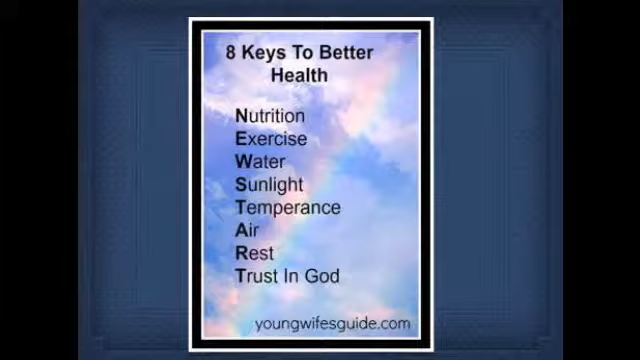 8 Keys To Better
Health
Nutrition
Exercise
Water
Sunlight
Temperance
Air
Rest
Trust In God
youngwifesguide.com